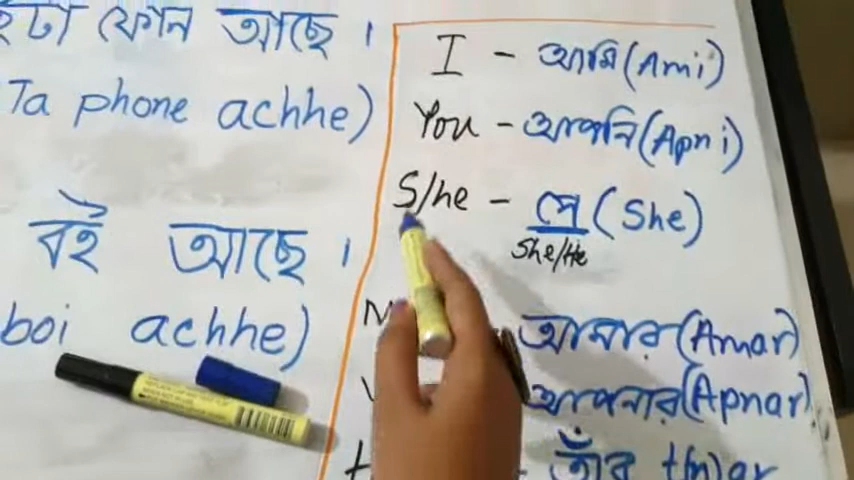 ফোন আছে।
Ta phone achhe)
বই আছে।
boi achhe)
I - আমি (Ami)
You - আপনি (Apni)
S/he - সে (She)
She/He
আমার (Amar)
আপনার (Apnar)
তাঁর t(n)ar